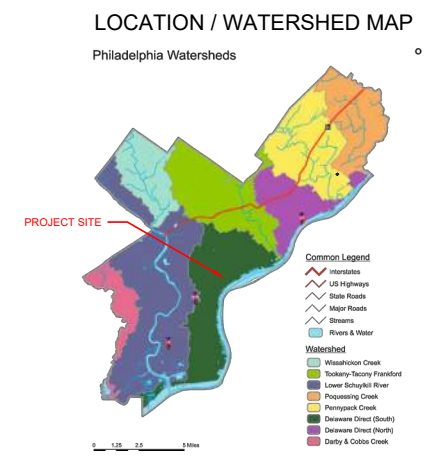 LOCATION / WATERSHED MAP
Philadelphia Watersheds
PROJECT SITE
Common Legend
Interstates
US Highways
State Roads
Major Roads
Streams
Rivers & Water
Watershed
Wissahickon Creek
Tookany-Tacony Frankford
Lower Schuylkill River
Poquessing Creek
Pennypack Creek
Delaware Direct (South)
Delaware Direct (North)
Darby & Cobbs Creek
0 1.25 2.5 5 Miles